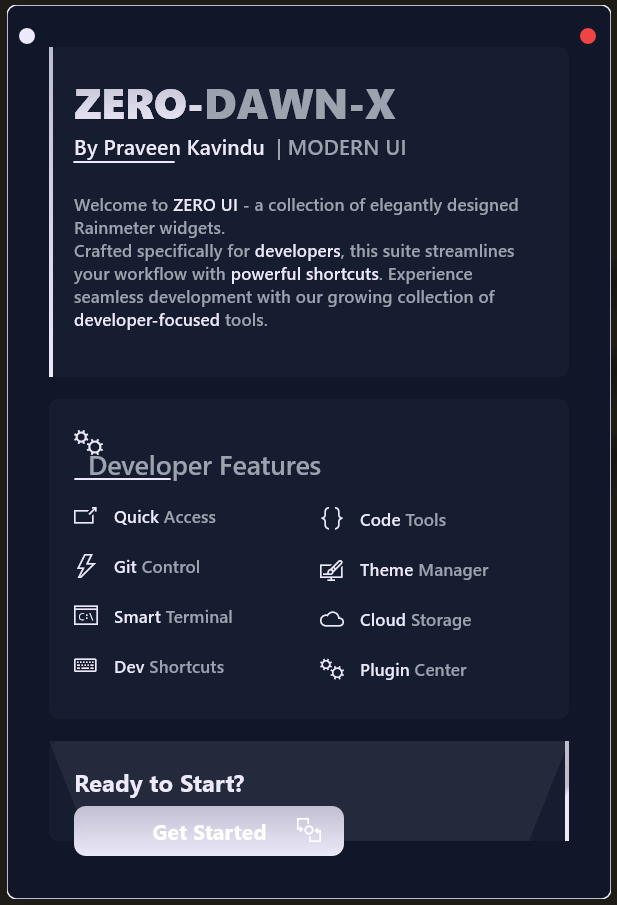 ZERO-DAWN-X
By Praveen Kavindu | MODERN UI
Welcome to ZERO UI - a collection of elegantly designed
Rainmeter widgets.
Crafted specifically for developers, this suite streamlines
your workflow with powerful shortcuts. Experience
seamless development with our growing collection of
developer-focused tools.
Developer Features
Quick Access
Git Control
C:\
Smart Terminal
Dev Shortcuts
Code Tools
Theme Manager
Cloud Storage
Plugin Center
Ready to Start?
Get Started